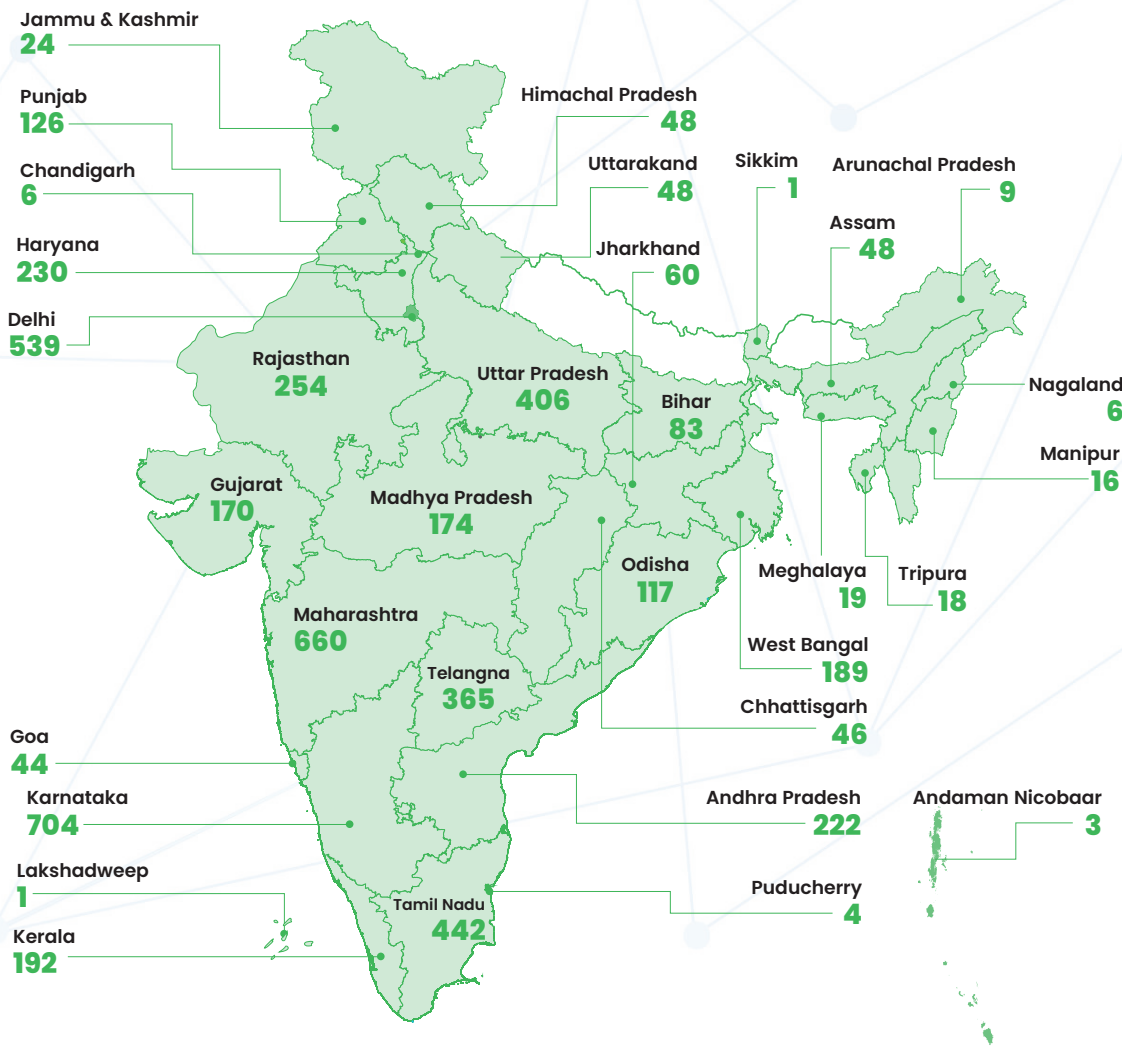 Jammu & Kashmir
24
Punjab
126
Chandigarh
6
Haryana
230
Delhi
539
Himachal Pradesh
48
Uttarakand
48
Jharkhand
60
Sikkim
1
Arunachal Pradesh
9
Assam
48
Rajasthan
254
Uttar Pradesh
406
Bihar
83
Nagaland
6
Manipur
16
Gujarat
170
Madhya Pradesh
174
Odisha
117
Meghalaya
19
Tripura
18
Maharashtra
660
West Bangal
189
Telangna
365
Chhattisgarh
46
Goa
44
Karnataka
704
Andhra Pradesh
222
Andaman Nicobaar
3
Lakshadweep
1
Puducherry
4
Tamil Nadu
442
Kerala
192